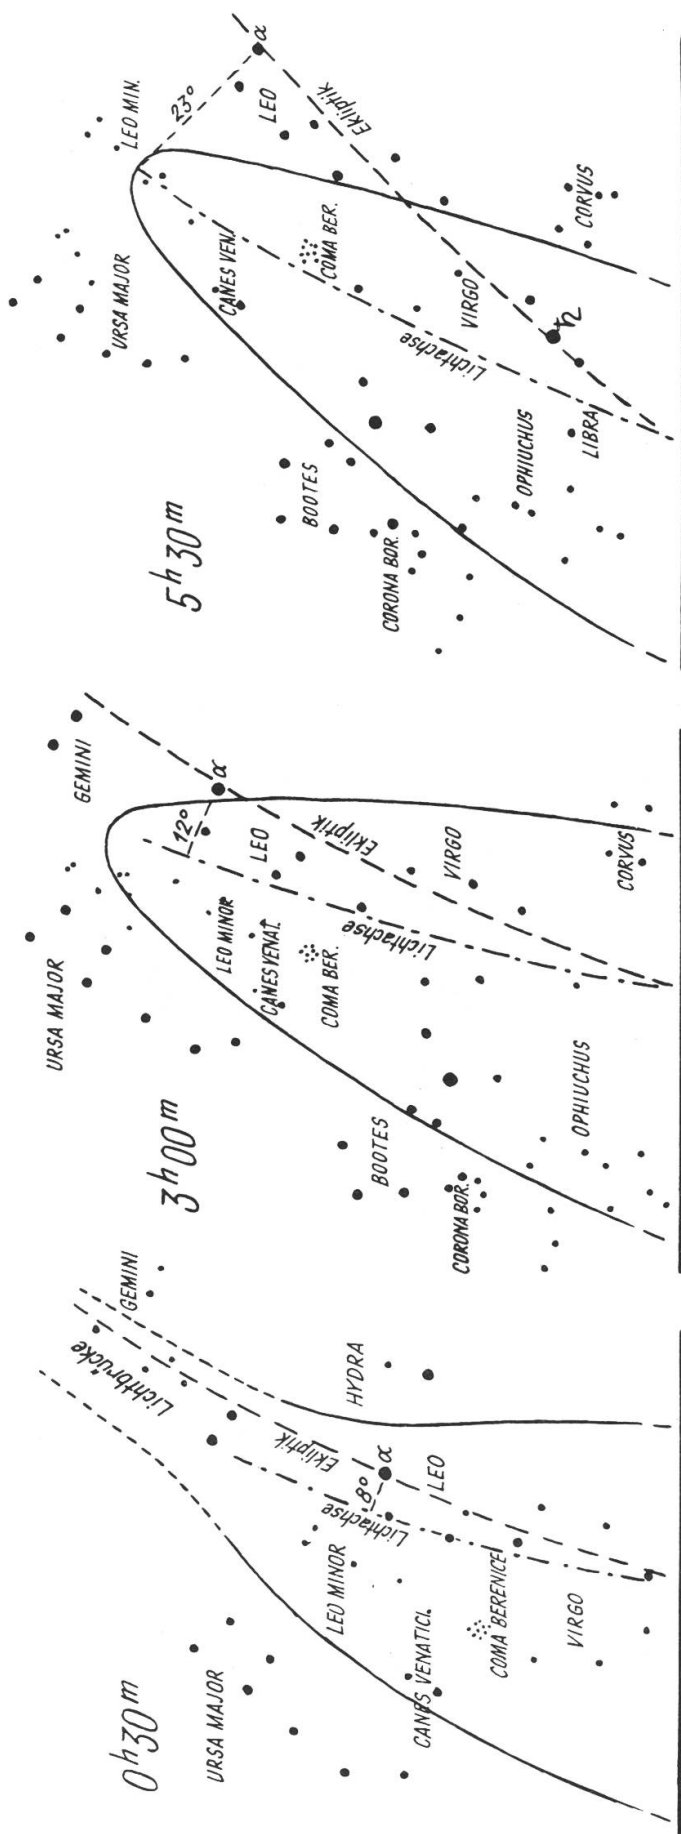 0ʰ30ᵐ
URSA MAJOR
Lichtbrücke
GEMINI
LEO MINOR
Lichtachse
Ekliptik
8°
α
HYDRA
CANES VENATICI.
COMA BERENICE
LEO
VIRGO
3ʰ00ᵐ
URSA MAJOR
GEMINI
12°
α
LEO MINOR
LEO
CANES VENAT.
COMA BER.
Ekliptik
BOOTES
Lichtachse
VIRGO
CORONA BOR.
OPHIUCHUS
CORVUS
5ʰ30ᵐ
URSA MAJOR
LEO MIN.
23°
α
CANES VEN.
LEO
BOOTES
COMA BER.
Ekliptik
CORONA BOR.
Lichtachse
VIRGO
OPHIUCHUS
♄
LIBRA
CORVUS